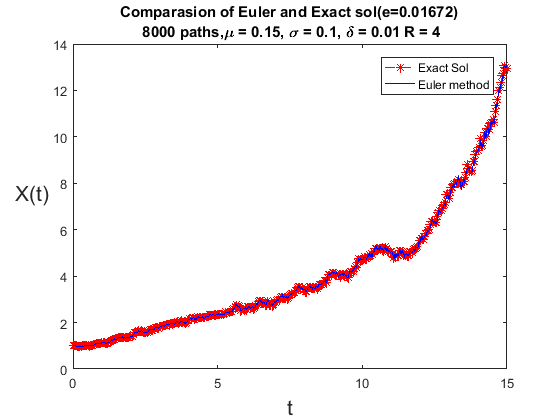 Comparasion of Euler and Exact sol(e=0.01672)
8000 paths,μ = 0.15, σ = 0.1, δ = 0.01 R = 4
14
12
10
8
6
4
2
0
X(t)
Exact Sol
Euler method
0
5
10
15
t